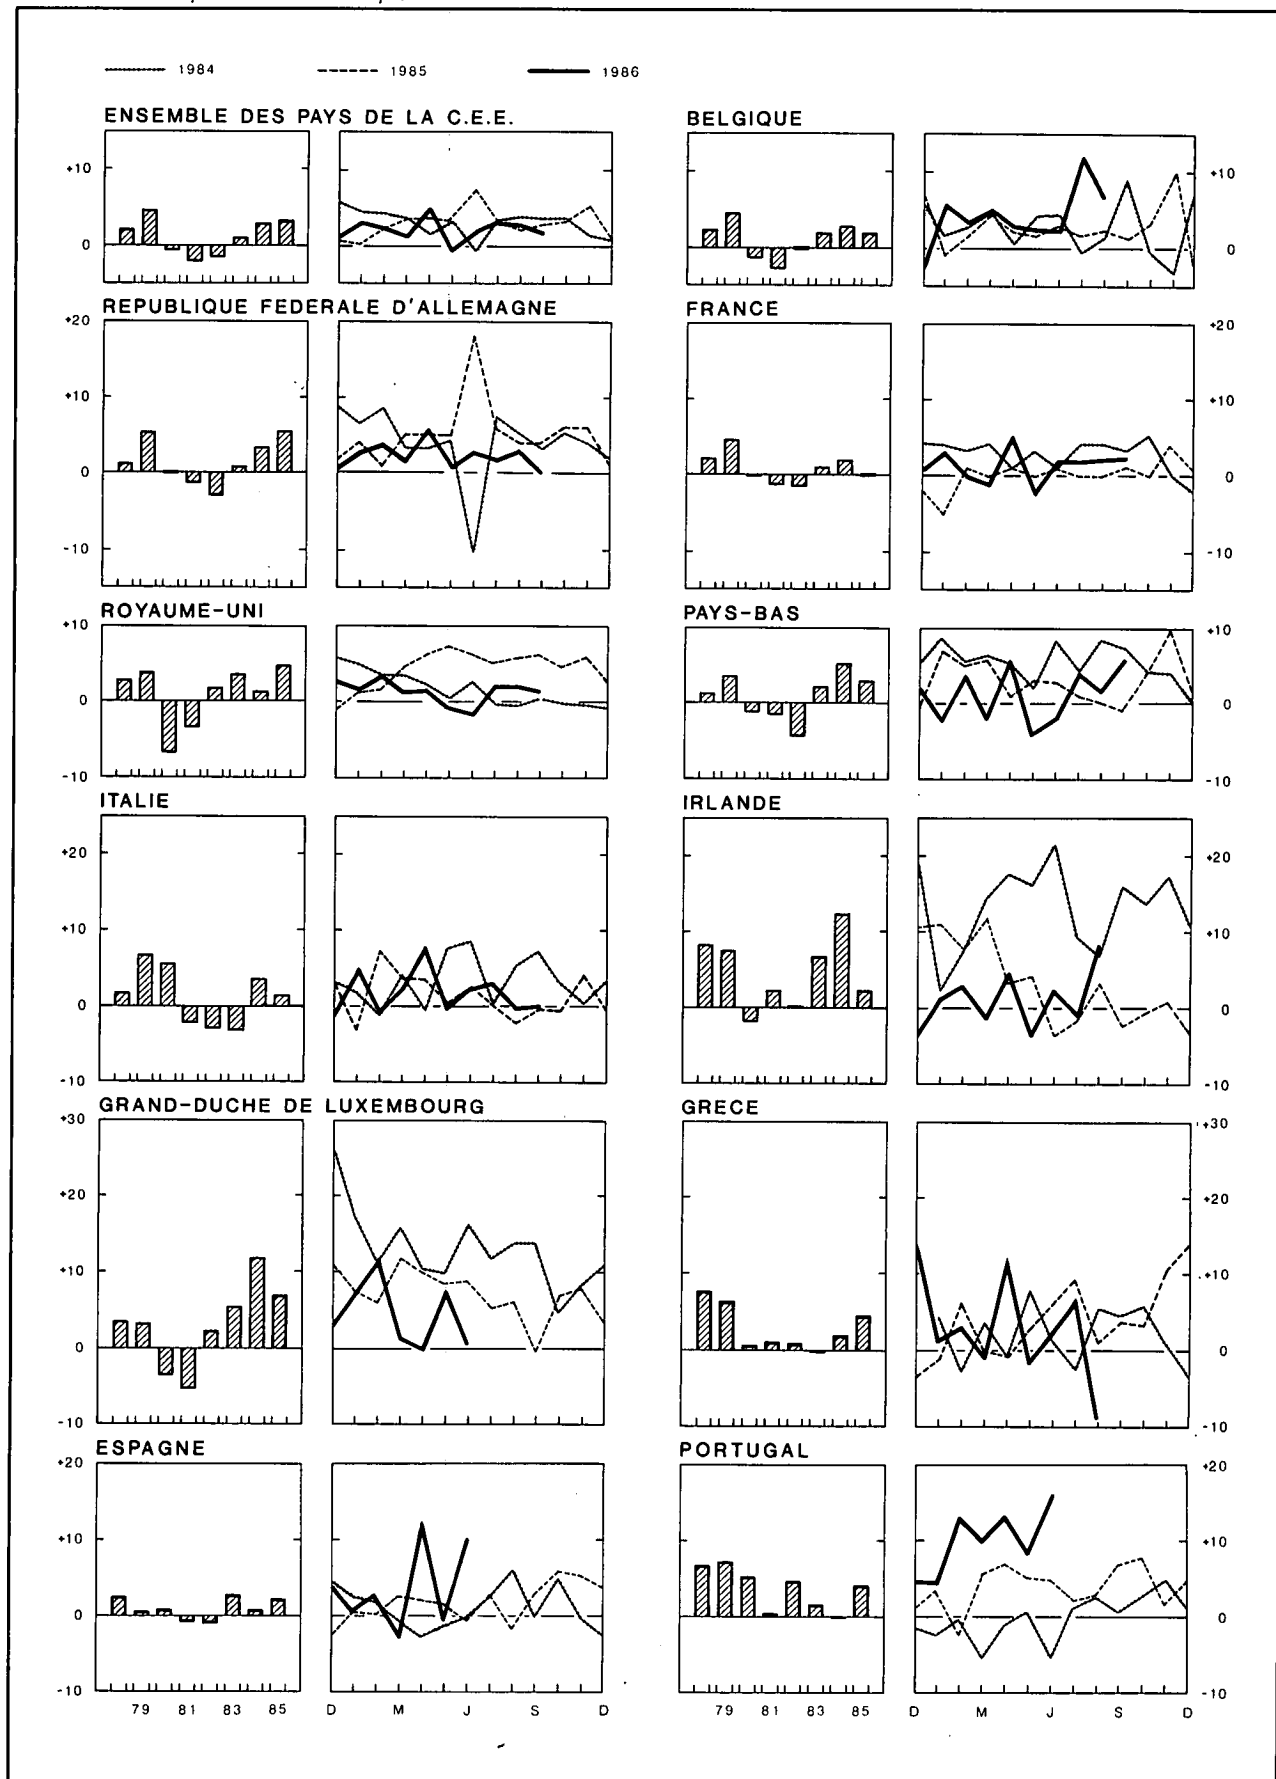 1984 1985 1986
ENSEMBLE DES PAYS DE LA C.E.E.
+10
0
BELGIQUE
+10
0
REPUBLIQUE FEDERALE D'ALLEMAGNE
+20
+10
0
-10
FRANCE
+20
+10
0
-10
ROYAUME-UNI
+10
0
-10
PAYS-BAS
+10
0
-10
ITALIE
+20
+10
0
-10
IRLANDE
+20
+10
0
-10
GRAND-DUCHE DE LUXEMBOURG
+30
+20
+10
0
-10
GRECE
+30
+20
+10
0
-10
ESPAGNE
+20
+10
0
-10
79 81 83 85 D M J S D
PORTUGAL
+20
+10
0
-10
79 81 83 85 D M J S D